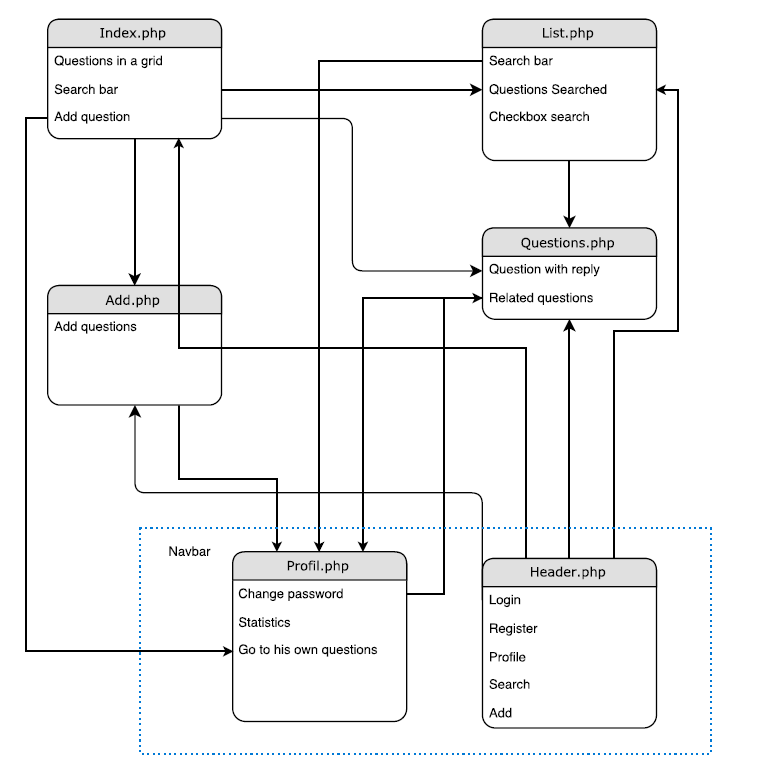 Index.php
Questions in a grid
Search bar
Add question
List.php
Search bar
Questions Searched
Checkbox search
Questions.php
Question with reply
Related questions
Add.php
Add questions
Navbar
Profil.php
Change password
Statistics
Go to his own questions
Header.php
Login
Register
Profile
Search
Add